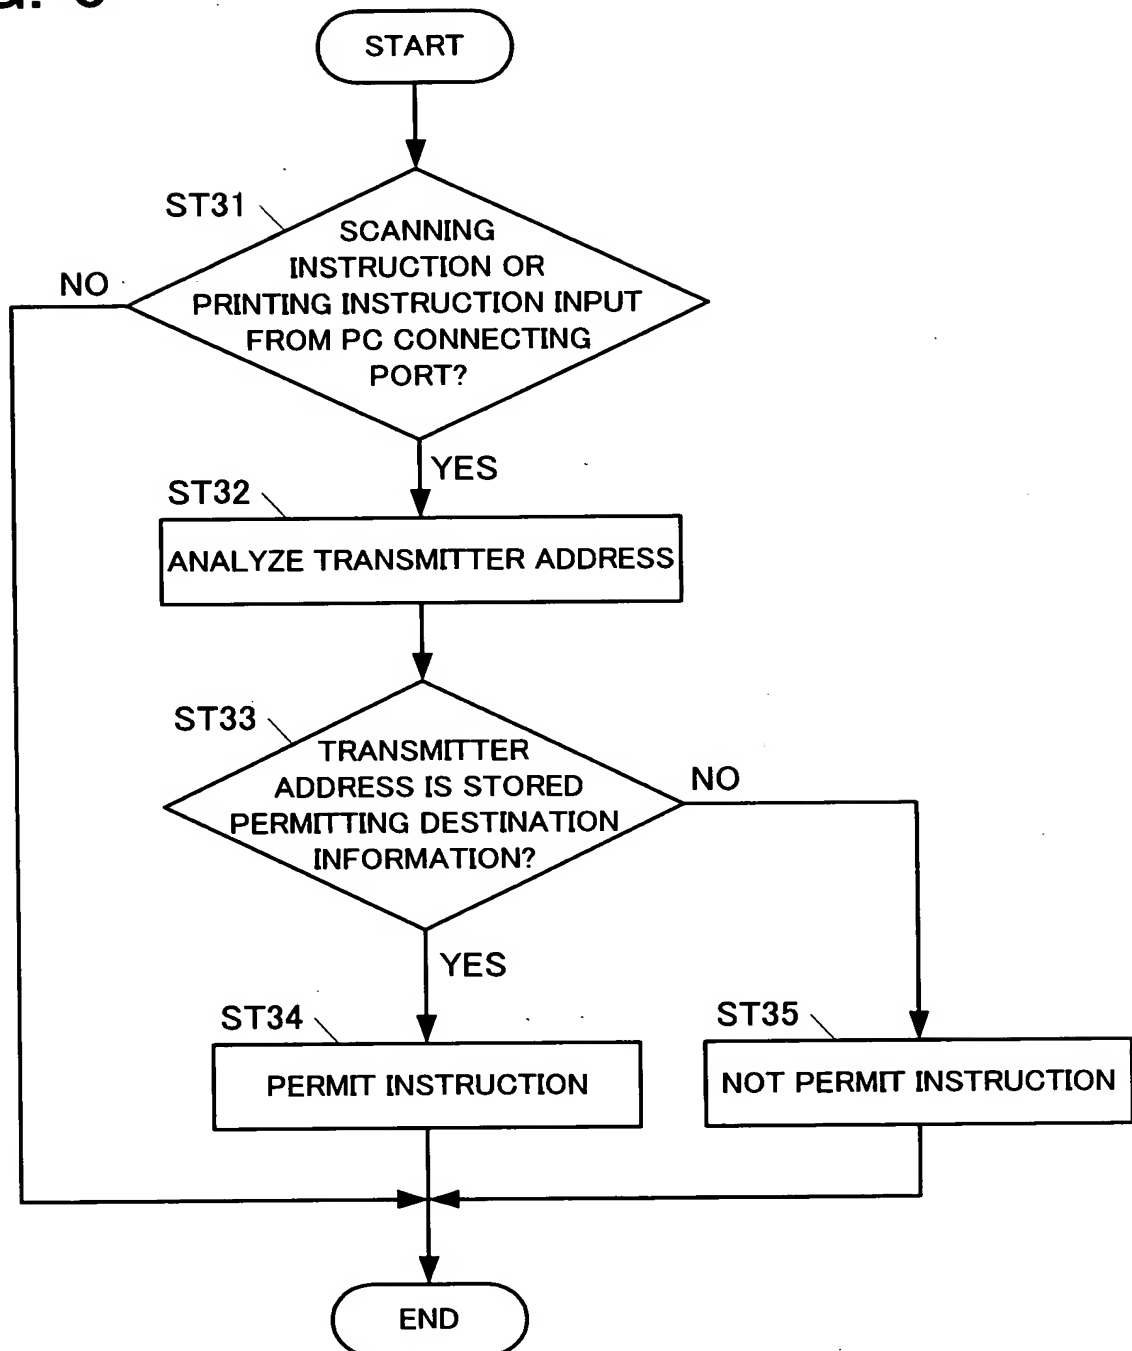 START
ST31
SCANNING
INSTRUCTION OR
PRINTING INSTRUCTION INPUT
FROM PC CONNECTING
PORT?
NO
YES
ST32
ANALYZE TRANSMITTER ADDRESS
ST33
TRANSMITTER
ADDRESS IS STORED
PERMITTING DESTINATION
INFORMATION?
NO
YES
ST34
PERMIT INSTRUCTION
ST35
NOT PERMIT INSTRUCTION
END